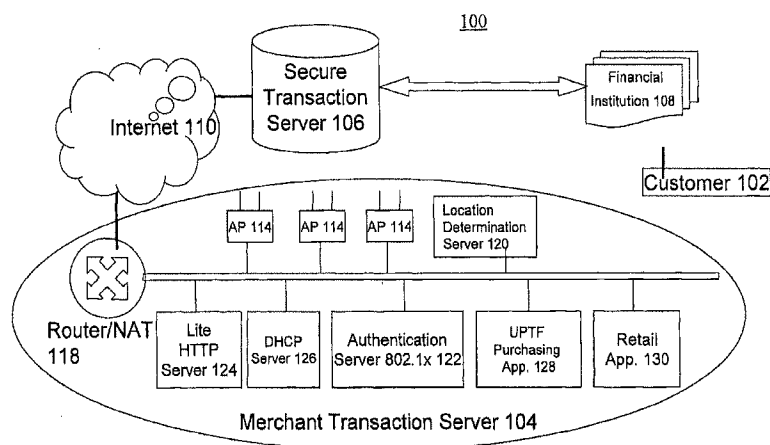 100
Secure
Transaction
Server 106
Financial
Institution 108
Internet 110
Customer 102
AP 114
AP 114
AP 114
Location
Determination
Server 120
Router/NAT
118
Lite
HTTP
Server 124
DHCP
Server 126
Authentication
Server 802.1x 122
UPTF
Purchasing
App. 128
Retail
App. 130
Merchant Transaction Server 104